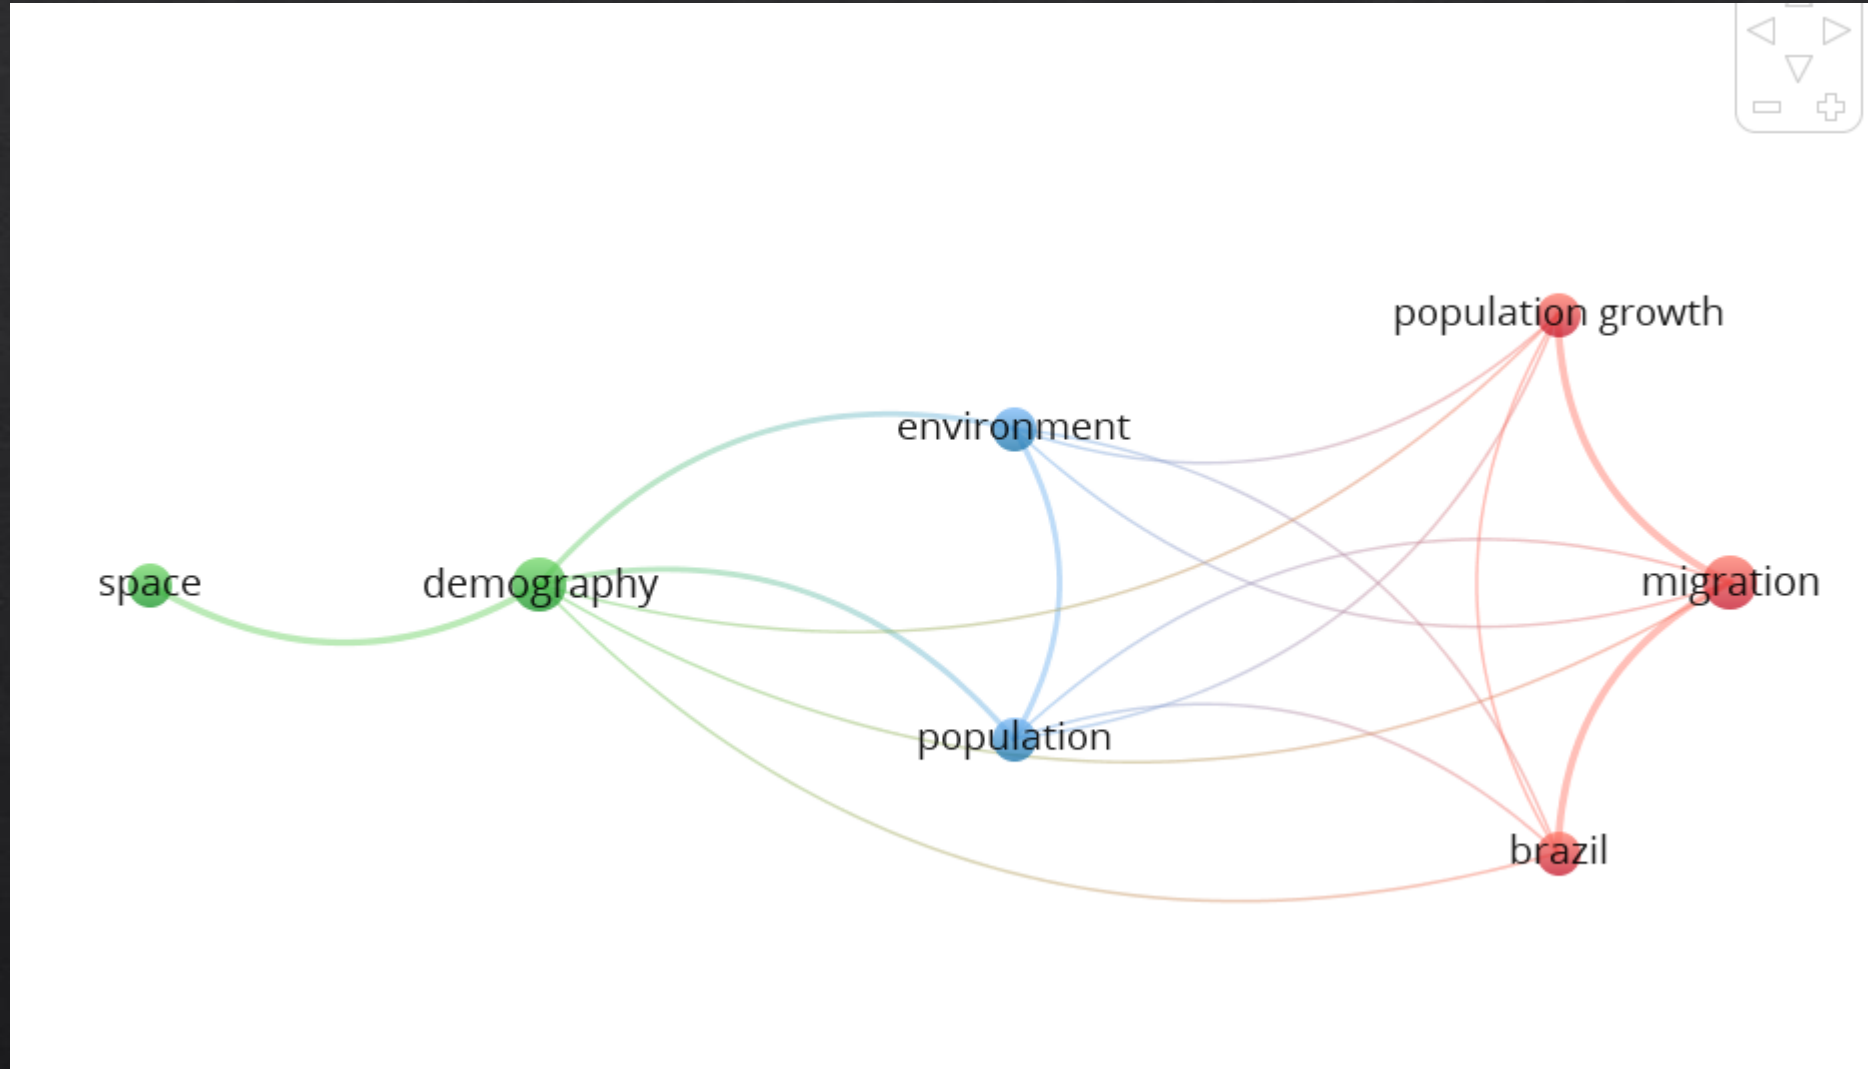 population growth
environment
space
demography
migration
population
brazil